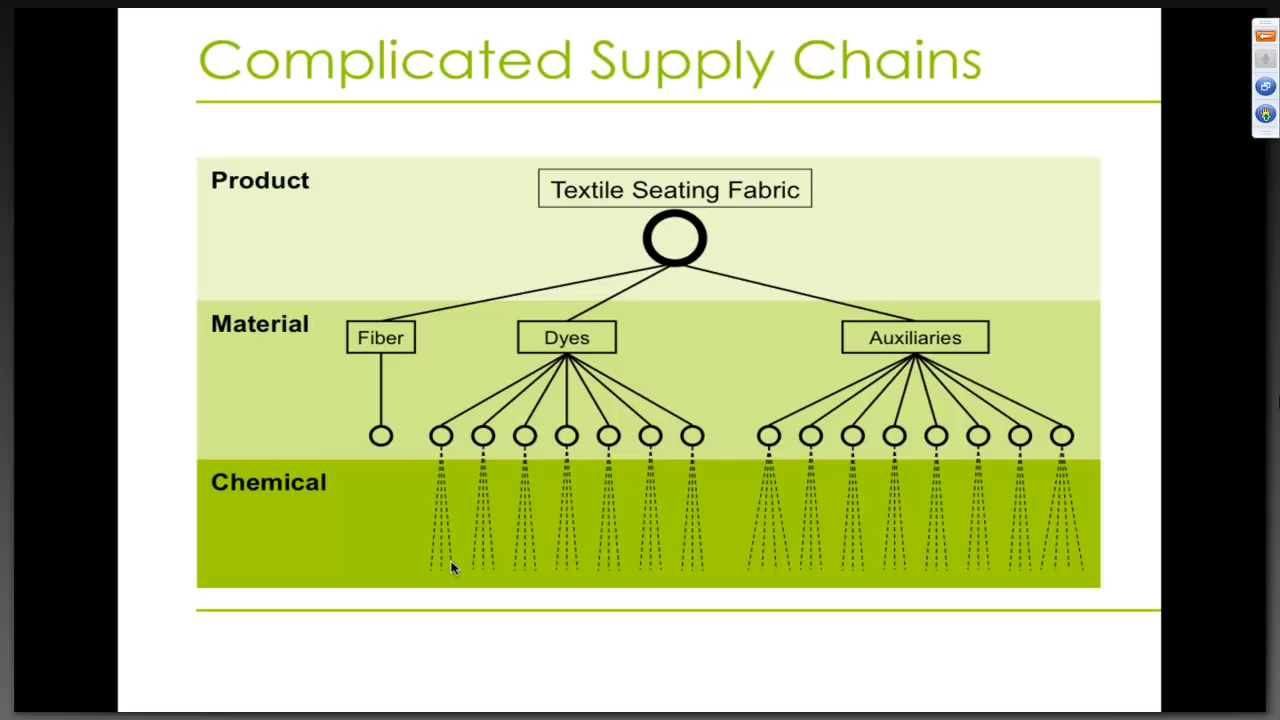 Complicated Supply Chains
Product
Textile Seating Fabric
Material
Fiber
Dyes
Auxiliaries
Chemical